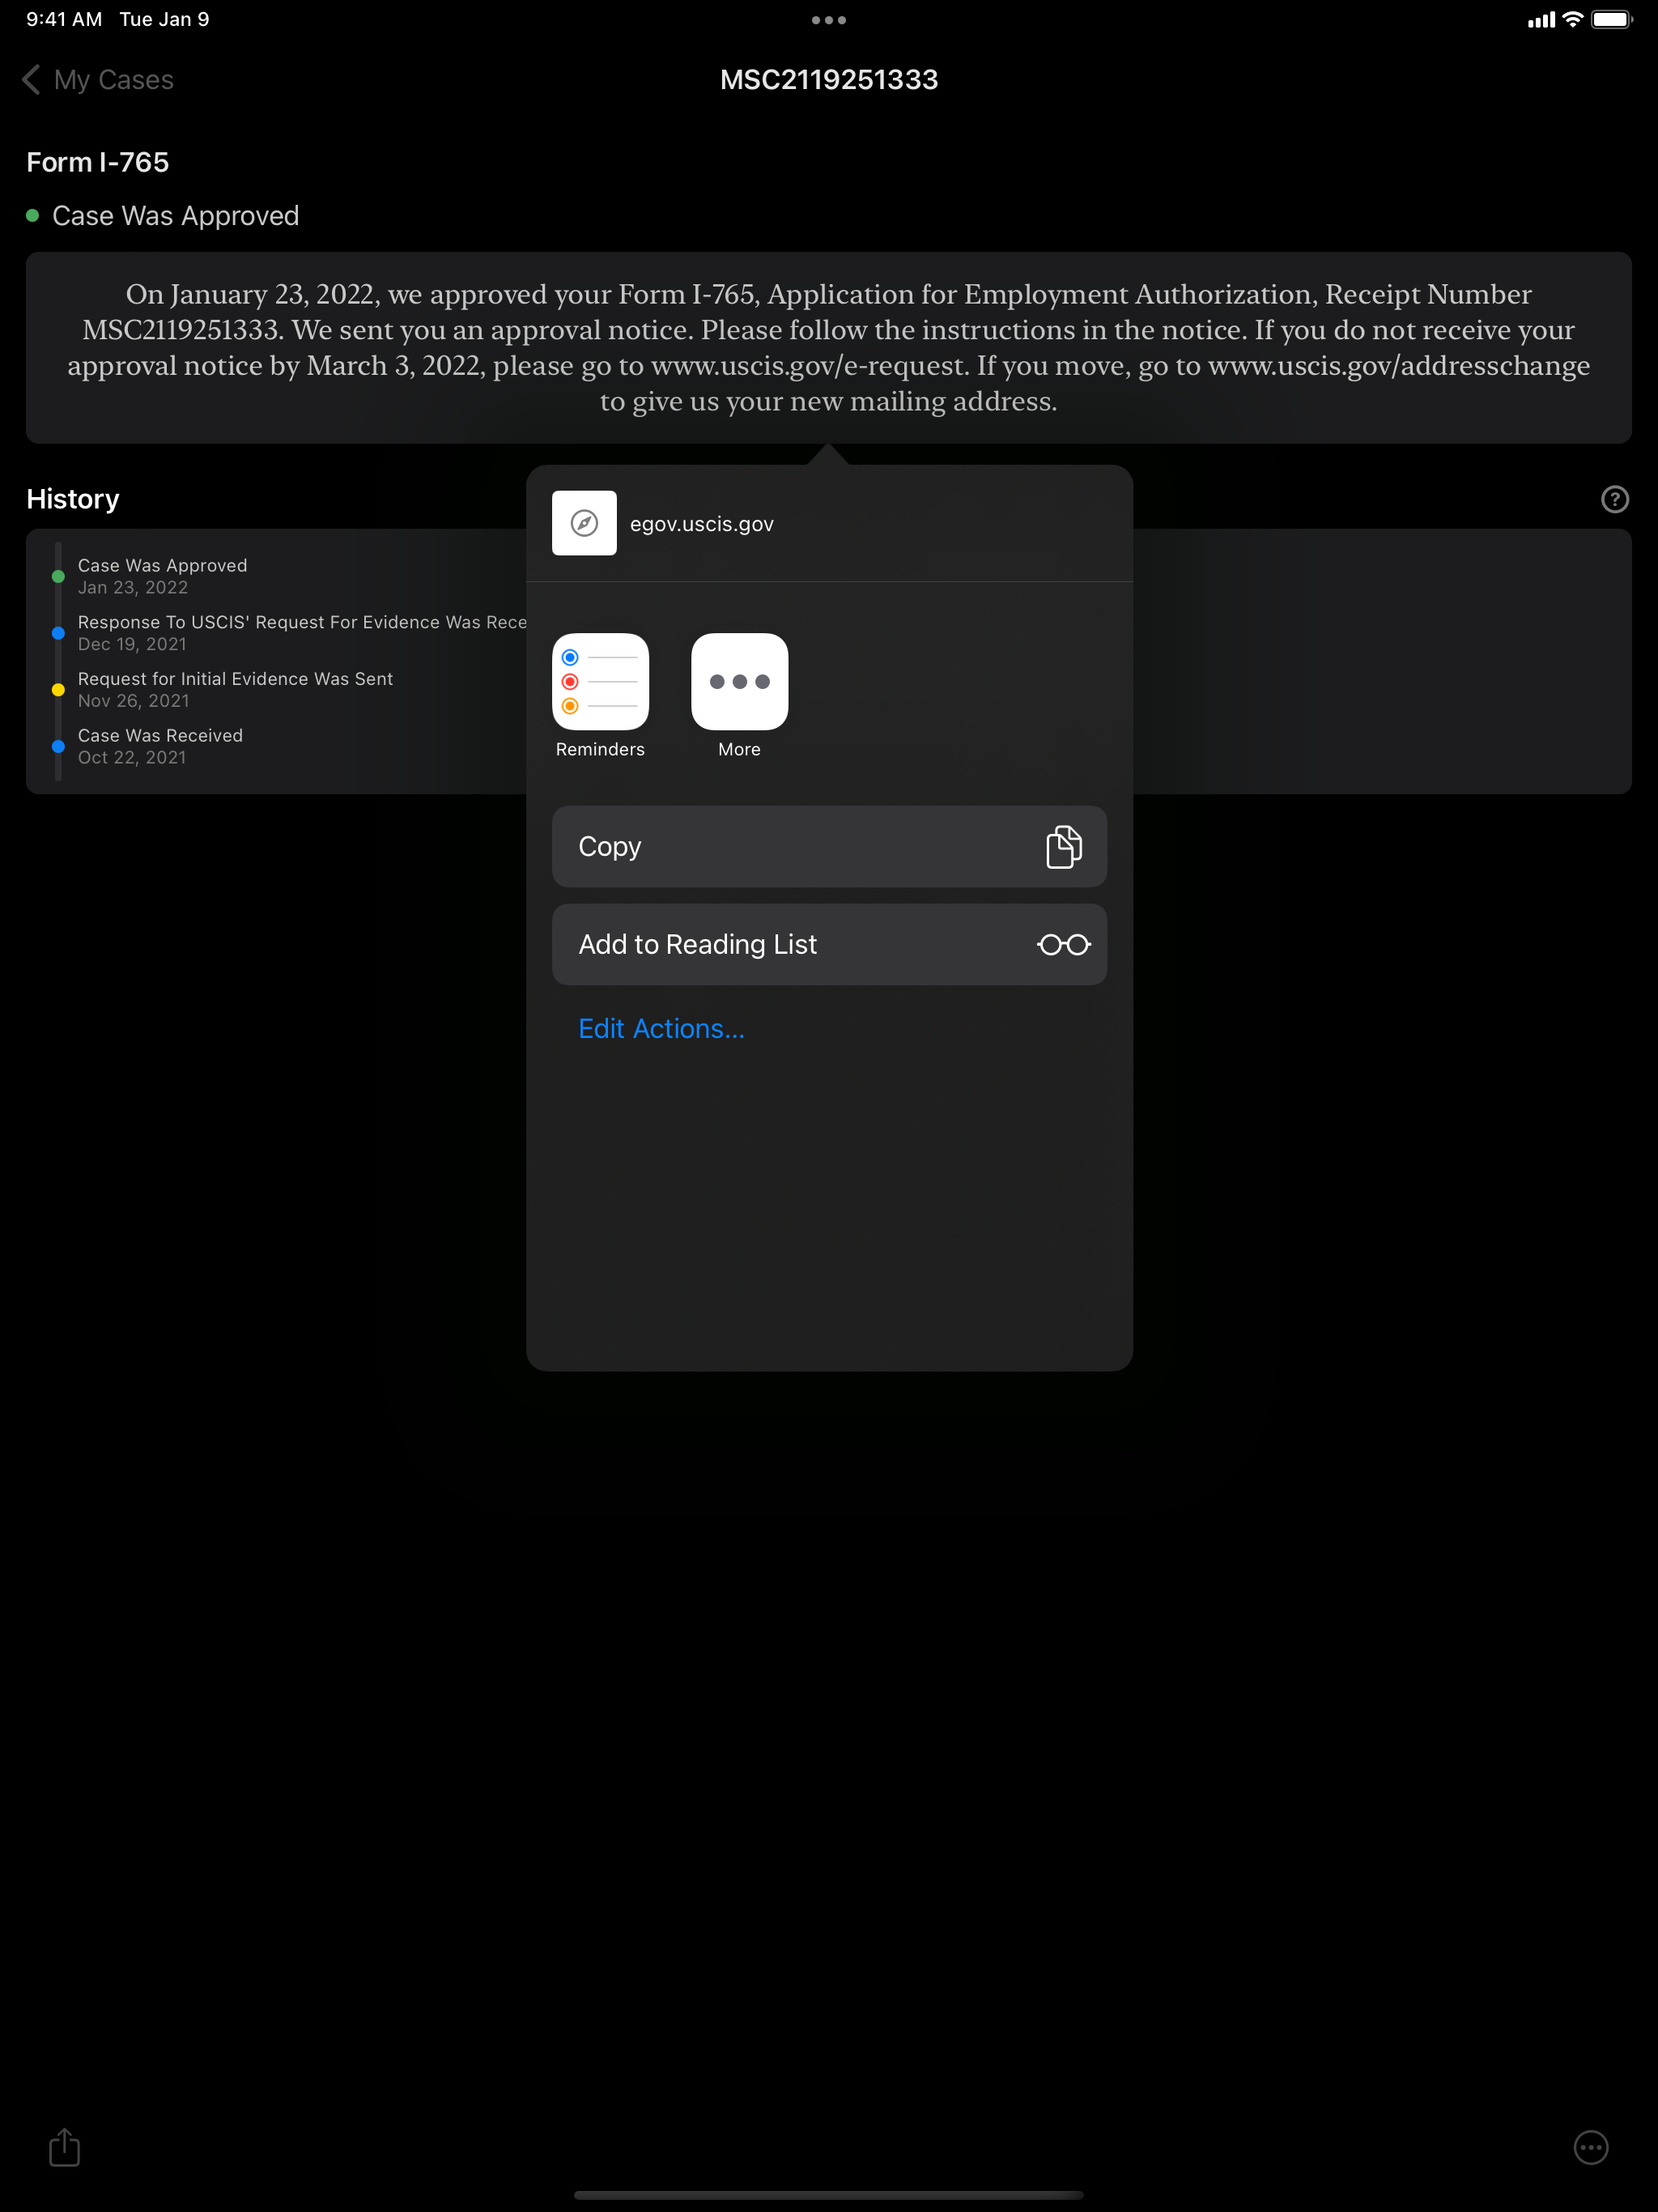 9:41 AM Tue Jan 9
My Cases
MSC2119251333
Form I-765
Case Was Approved
On January 23, 2022, we approved your Form I-765, Application for Employment Authorization, Receipt Number
MSC2119251333. We sent you an approval notice. Please follow the instructions in the notice. If you do not receive your
approval notice by March 3, 2022, please go to www.uscis.gov/e-request. If you move, go to www.uscis.gov/addresschange
to give us your new mailing address.
History
?
Case Was Approved
Jan 23, 2022
Response To USCIS' Request For Evidence Was Rece
Dec 19, 2021
Request for Initial Evidence Was Sent
Nov 26, 2021
Case Was Received
Oct 22, 2021
egov.uscis.gov
Reminders
More
Copy
Add to Reading List
Edit Actions...